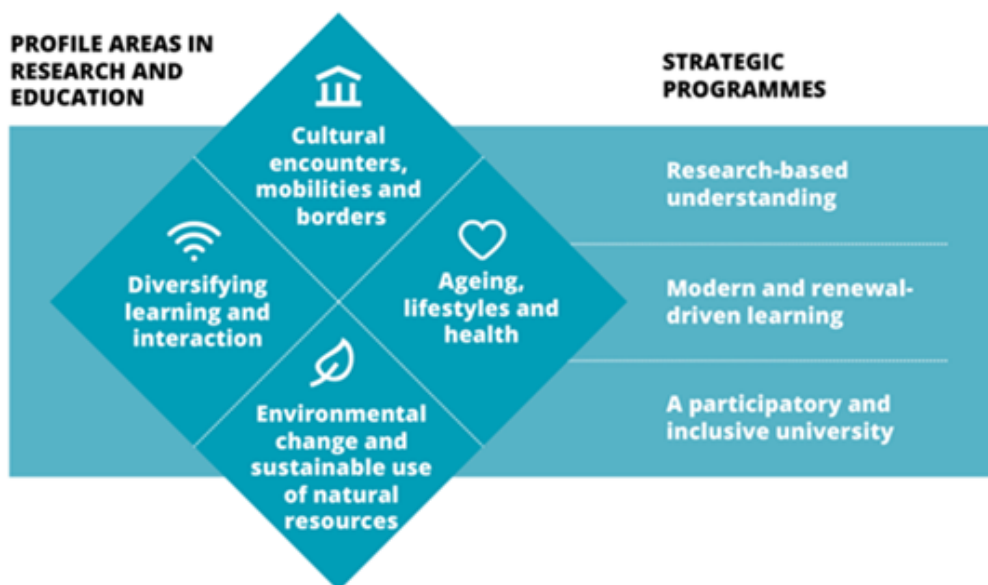 PROFILE AREAS IN
RESEARCH AND
EDUCATION
Cultural
encounters,
mobilities and
borders
Diversifying
learning and
interaction
Ageing,
lifestyles and
health
Environmental
change and
sustainable use
of natural
resources
STRATEGIC
PROGRAMMES
Research-based
understanding
Modern and renewal-
driven learning
A participatory and
inclusive university